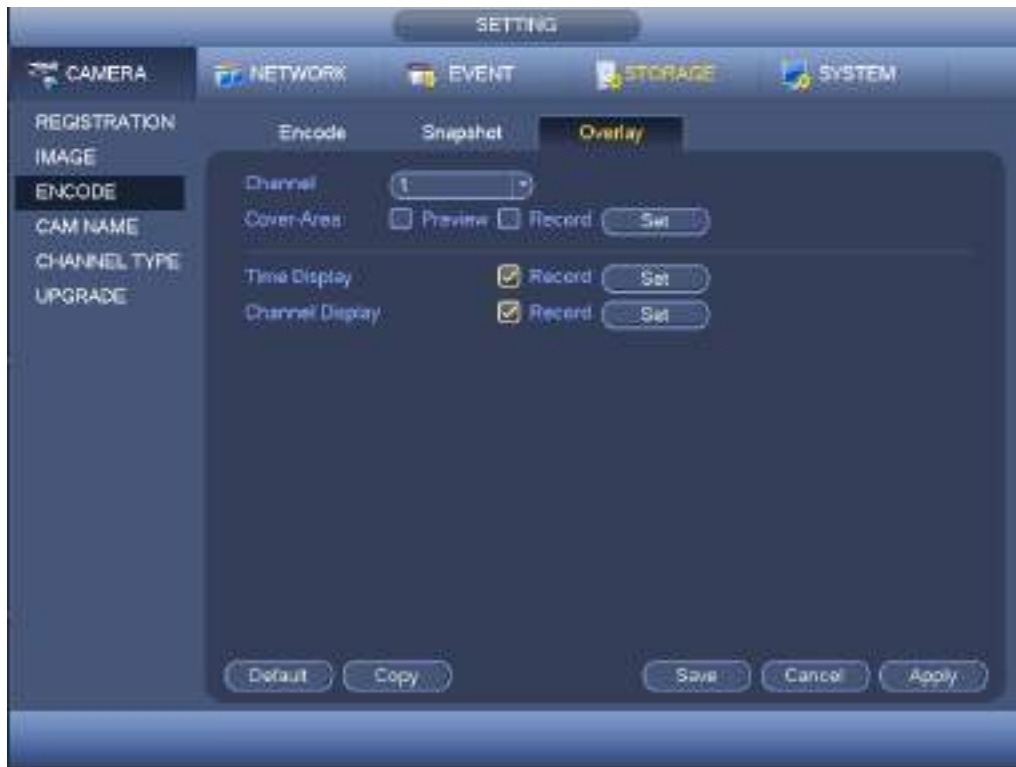 SETTING
CAMERA NETWORK EVENT STORAGE SYSTEM
REGISTRATION
IMAGE
ENCODE
CAM NAME
CHANNEL TYPE
UPGRADE
Encode Snapshot Overlay
Channel 1
Cover-Area Preview Record Set
Time Display Record Set
Channel Display Record Set
Default Copy Save Cancel Apply